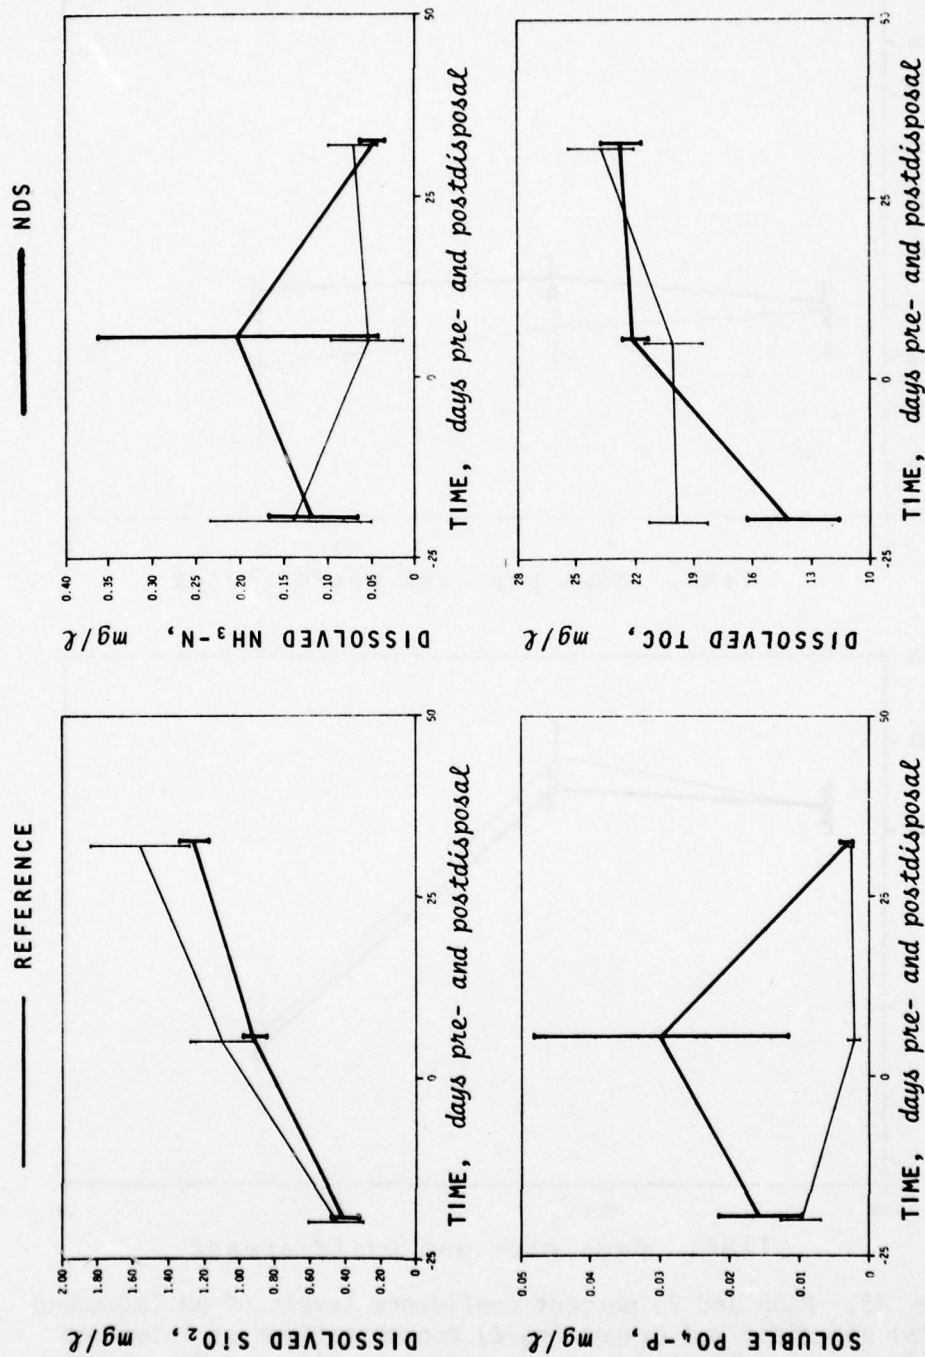 REFERENCE
NDS
DISSOLVED SiO₂, mg/ℓ
2.00
1.80
1.60
1.40
1.20
1.00
0.80
0.60
0.40
0.20
0
-25 0 25 50
TIME, days pre- and postdisposal
DISSOLVED NH₃-N, mg/ℓ
0.40
0.35
0.30
0.25
0.20
0.15
0.10
0.05
0
-25 0 25 50
TIME, days pre- and postdisposal
SOLUBLE PO₄-P, mg/ℓ
0.05
0.04
0.03
0.02
0.01
0
-25 0 25 50
TIME, days pre- and postdisposal
DISSOLVED TOC, mg/ℓ
28
25
22
19
16
13
10
-25 0 25 50
TIME, days pre- and postdisposal